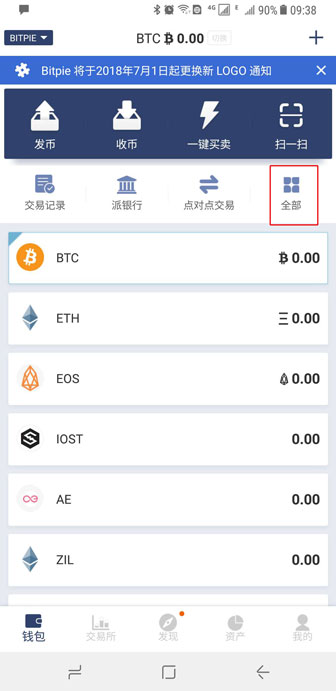 4G 90% 09:38
BITPIE BTC ₿ 0.00 切换
Bitpie 将于2018年7月1日起更换新 LOGO 通知
发币 收币 一键买卖 扫一扫
交易记录 派银行 点对点交易 全部
BTC ₿ 0.00
ETH Ξ 0.00
EOS 0.00
IOST 0.00
AE 0.00
ZIL 0.00
钱包 交易所 发现 资产 我的